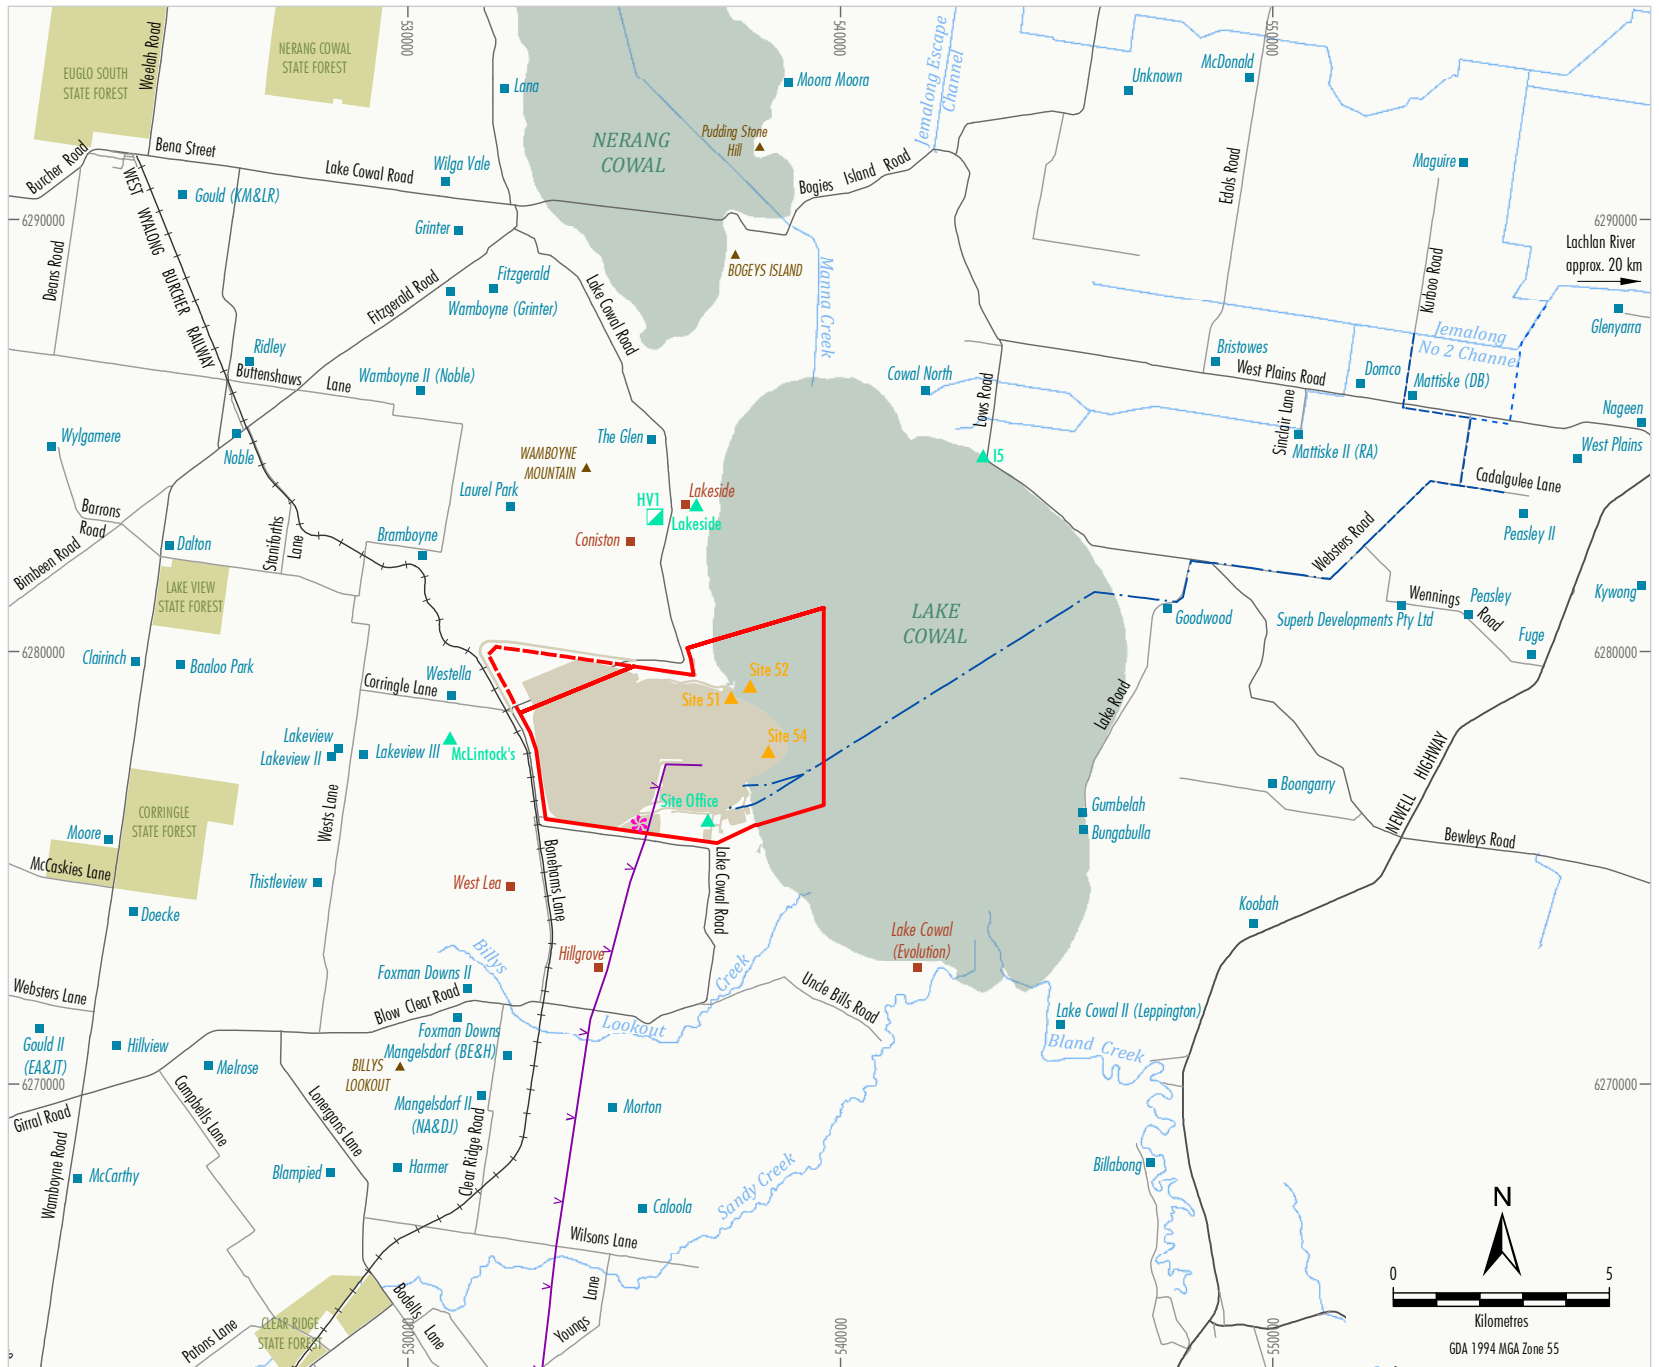 530000
540000
550000
Weelah Road
EUGLO SOUTH
STATE FOREST
NERANG COWAL
STATE FOREST
Lana
Moora Moora
Jemalong Escape
Channel
Unknown
McDonald
Pudding Stone
Hill
NERANG
COWAL
Burcher Road
Bena Street
Lake Cowal Road
Wilga Vale
Bogies Island Road
Edols Road
Maguire
Gould (KM&LR)
6290000
6290000
WEST WYALONG BURCHER RAILWAY
Deans Road
Grinter
Lachlan River
approx. 20 km
Fitzgerald Road
Fitzgerald
Wamboyne (Grinter)
Lake Cowal Road
BOGEYS ISLAND
Manna Creek
Kurboo Road
Glenyarra
Jemalong
No 2 Channel
Ridley
Buttenshaws Lane
Wamboyne II (Noble)
Cowal North
Lows Road
Bristowes
West Plains Road
Domco
Mattiske (DB)
Nageen
Sinclair Lane
Wylgamere
Noble
The Glen
WAMBOYNE
MOUNTAIN
I5
Mattiske II (RA)
West Plains
Laurel Park
HV1
Lakeside
Lakeside
Cadalgulee Lane
Barrons
Road
Bimbeen Road
Staniforths
Lane
Dalton
Bramboyne
Coniston
Websters Road
Peasley II
LAKE VIEW
STATE FOREST
LAKE
COWAL
Goodwood
Superb Developments Pty Ltd
Wennings
Road
Peasley
Kywong
Fuge
6280000
6280000
Clairinch
Baaloo Park
Westella
Corringle Lane
Site 52
Site 51
Site 54
Lake Road
Lakeview
Lakeview II
Lakeview III
McLintock's
NEWELL HIGHWAY
Boongarry
Site Office
Gumbelah
Bungabulla
Wests Lane
CORRINGLE
STATE FOREST
Moore
McCaskies Lane
Bewleys Road
Thistleview
West Lea
Bonehams Lane
Lake Cowal Road
Doecke
Koobah
Lake Cowal
(Evolution)
Billys
Hillgrove
Creek
Foxman Downs II
Websters Lane
Blow Clear Road
Uncle Bills Road
Lake Cowal II (Leppington)
Foxman Downs
Lookout
Bland Creek
Gould II
(EA&JT)
Hillview
Melrose
Mangelsdorf (BE&H)
BILLYS
LOOKOUT
6270000
6270000
Girral Road
Campbells Lane
Lonergans Lane
Mangelsdorf II
(NA&DJ)
Morton
Clear Ridge Road
Wamboyne Road
McCarthy
Blampied
Harmer
Sandy Creek
Billabong
Caloola
N
Wilsons Lane
0
5
Kilometres
GDA 1994 MGA Zone 55
Bodells
Lane
Youngs
Lane
Patons Lane
CLEAR RIDGE
STATE FOREST
530000
540000
550000